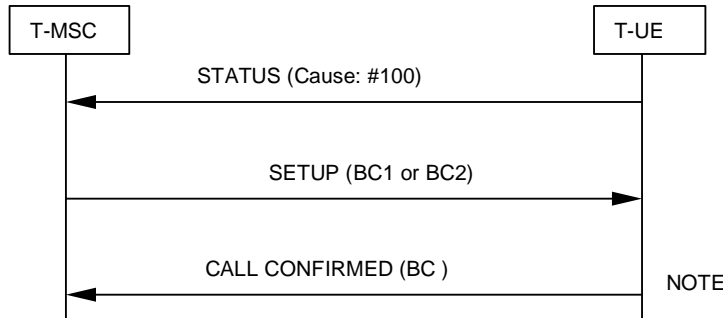 T-MSC
T-UE
STATUS (Cause: #100)
SETUP (BC1 or BC2)
CALL CONFIRMED (BC )
NOTE